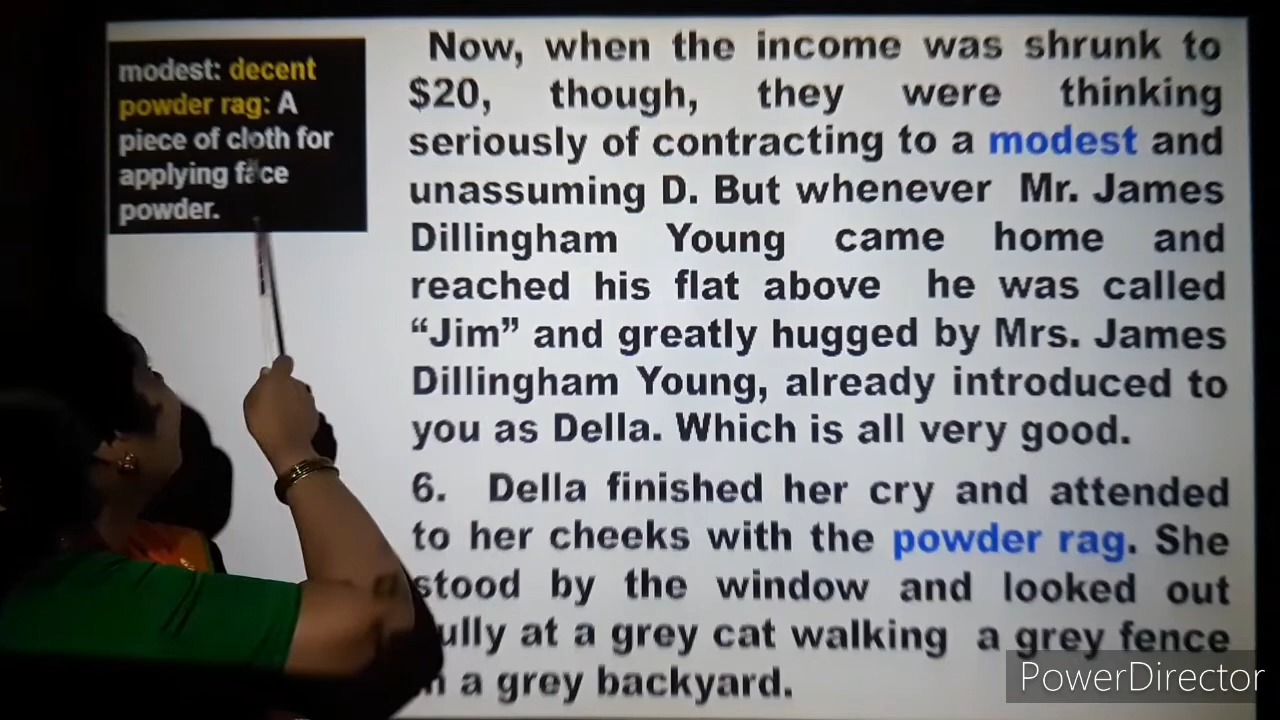 modest: decent
powder rag: A
piece of cloth for
applying face
powder.
Now, when the income was shrunk to
$20, though, they were thinking
seriously of contracting to a modest and
unassuming D. But whenever Mr. James
Dillingham Young came home and
reached his flat above he was called
“Jim” and greatly hugged by Mrs. James
Dillingham Young, already introduced to
you as Della. Which is all very good.
6. Della finished her cry and attended
to her cheeks with the powder rag. She
stood by the window and looked out
at a grey cat walking a grey fence
a grey backyard.
PowerDirector